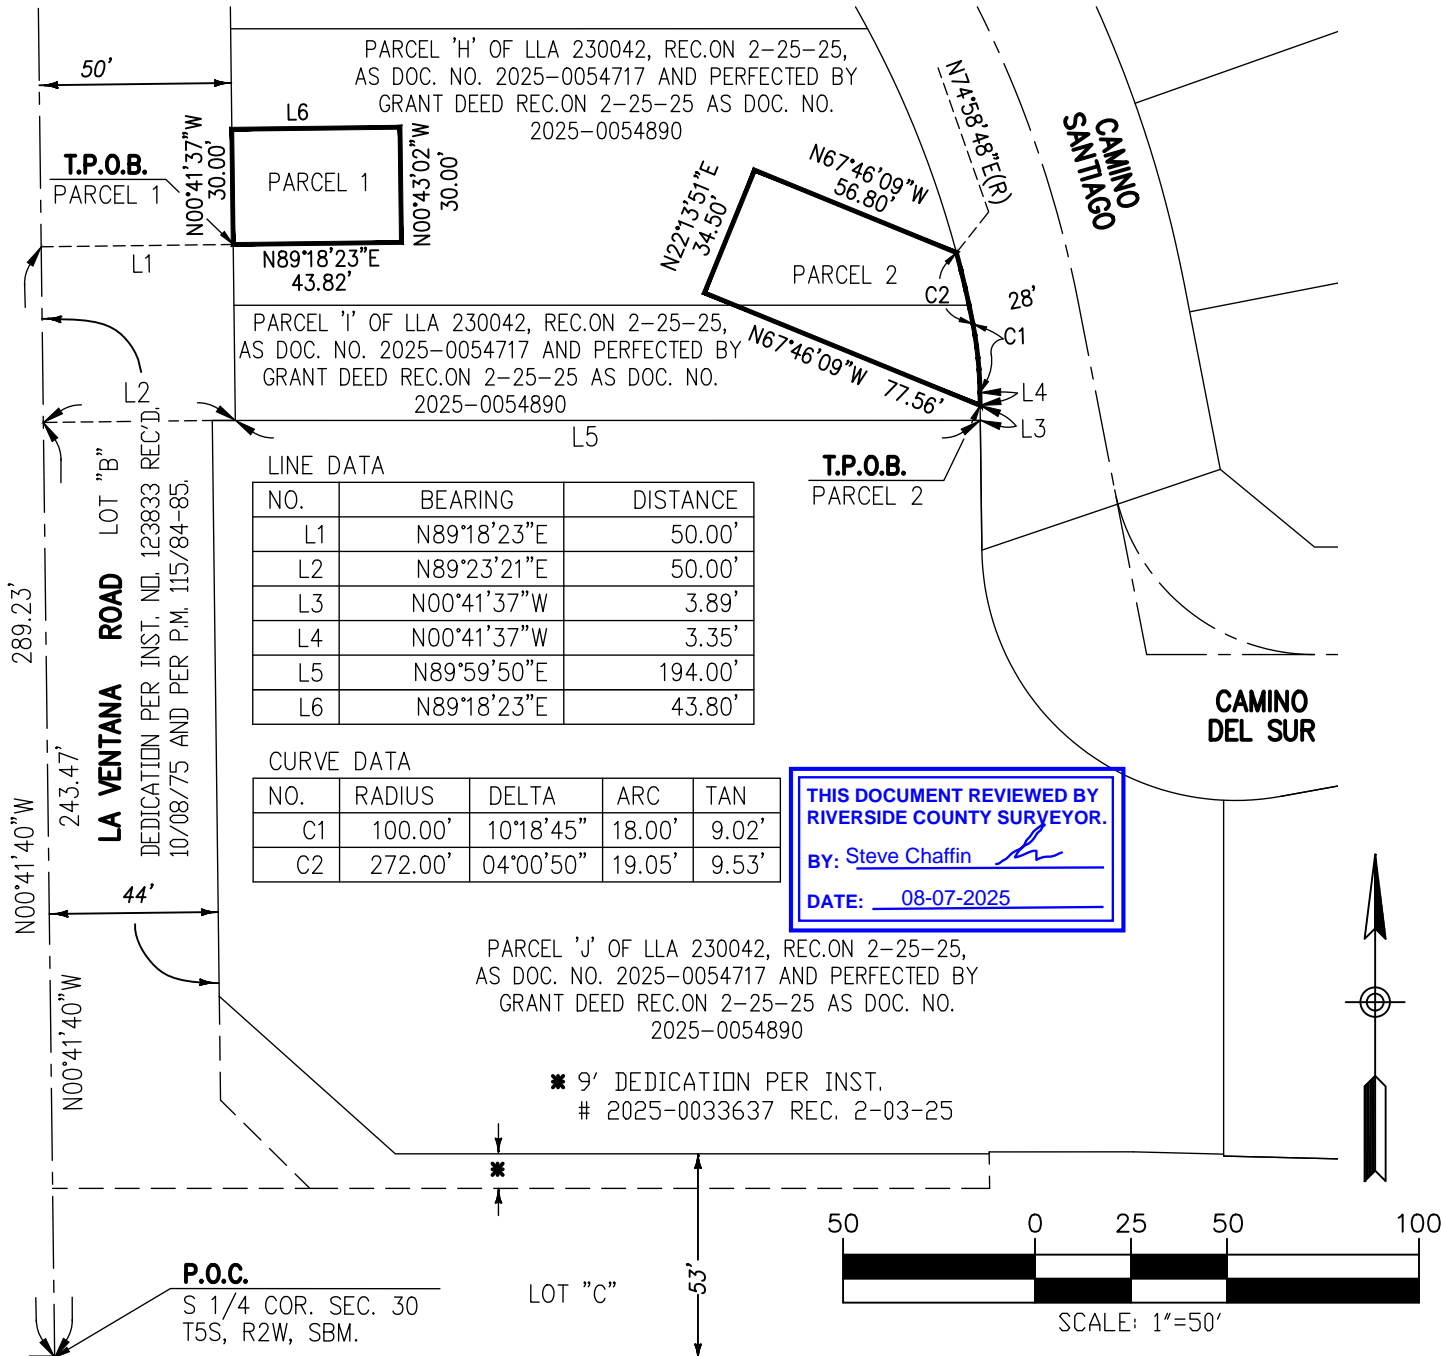 PARCEL 'H' OF LLA 230042, REC.ON 2-25-25,
AS DOC. NO. 2025-0054717 AND PERFECTED BY
GRANT DEED REC.ON 2-25-25 AS DOC. NO.
2025-0054890
50'
L6
N00°41'37"W
30.00'
PARCEL 1
N00°43'02"W
30.00'
T.P.O.B.
PARCEL 1
L1
N89°18'23"E
43.82'
N74°58'48"E(R)
CAMINO
SANTIAGO
N67°46'09"W
56.80'
N22°13'51"E
34.50'
PARCEL 2
C2
28'
C1
N67°46'09"W 77.56'
L4
L3
PARCEL 'I' OF LLA 230042, REC.ON 2-25-25,
AS DOC. NO. 2025-0054717 AND PERFECTED BY
GRANT DEED REC.ON 2-25-25 AS DOC. NO.
2025-0054890
L2
L5
T.P.O.B.
PARCEL 2
LINE DATA
NO. BEARING DISTANCE
L1 N89°18'23"E 50.00'
L2 N89°23'21"E 50.00'
L3 N00°41'37"W 3.89'
L4 N00°41'37"W 3.35'
L5 N89°59'50"E 194.00'
L6 N89°18'23"E 43.80'
CURVE DATA
NO. RADIUS DELTA ARC TAN
C1 100.00' 10°18'45" 18.00' 9.02'
C2 272.00' 04°00'50" 19.05' 9.53'
289.23'
N00°41'40"W
243.47'
N00°41'40"W
LA VENTANA ROAD LOT "B"
DEDICATION PER INST. NO. 123833 REC'D.
10/08/75 AND PER P.M. 115/84-85.
44'
CAMINO
DEL SUR
THIS DOCUMENT REVIEWED BY
RIVERSIDE COUNTY SURVEYOR.
BY: Steve Chaffin
DATE: 08-07-2025
PARCEL 'J' OF LLA 230042, REC.ON 2-25-25,
AS DOC. NO. 2025-0054717 AND PERFECTED BY
GRANT DEED REC.ON 2-25-25 AS DOC. NO.
2025-0054890
✱ 9' DEDICATION PER INST.
# 2025-0033637 REC. 2-03-25
✱
53'
P.O.C.
S 1/4 COR. SEC. 30
T5S, R2W, SBM.
LOT "C"
50 0 25 50 100
SCALE: 1"=50'